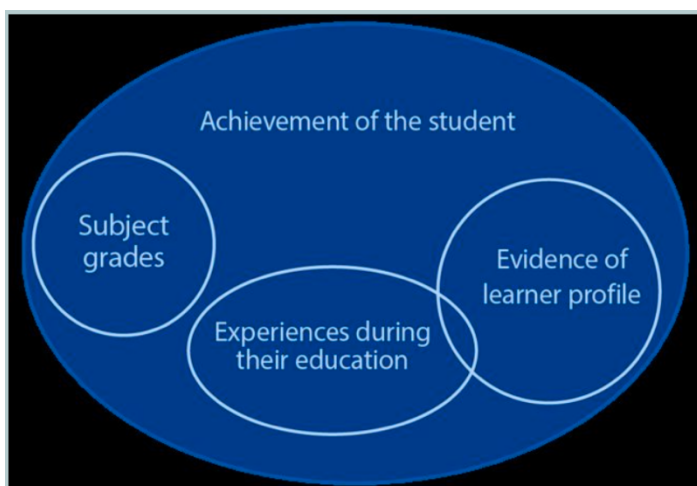 Achievement of the student
Subject
grades
Evidence of
learner profile
Experiences during
their education